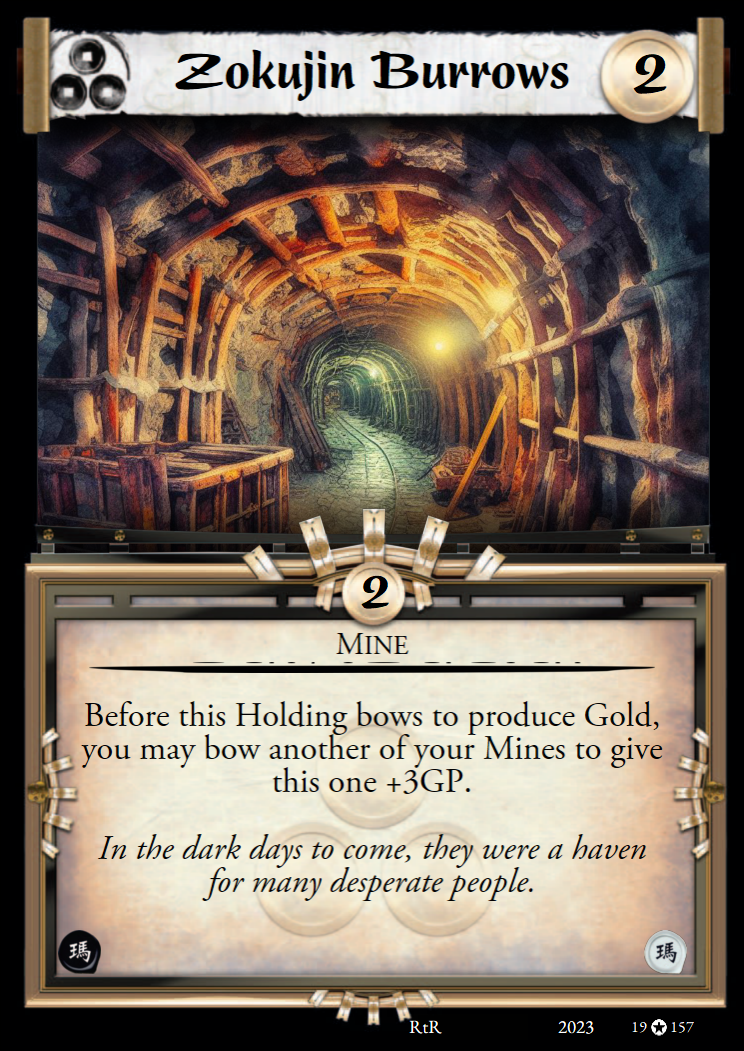 Zokujin Burrows 2
2
Mine
Before this Holding bows to produce Gold,
you may bow another of your Mines to give
this one +3GP.
In the dark days to come, they were a haven
for many desperate people.
瑪 瑪
RtR 2023 19 ✪ 157